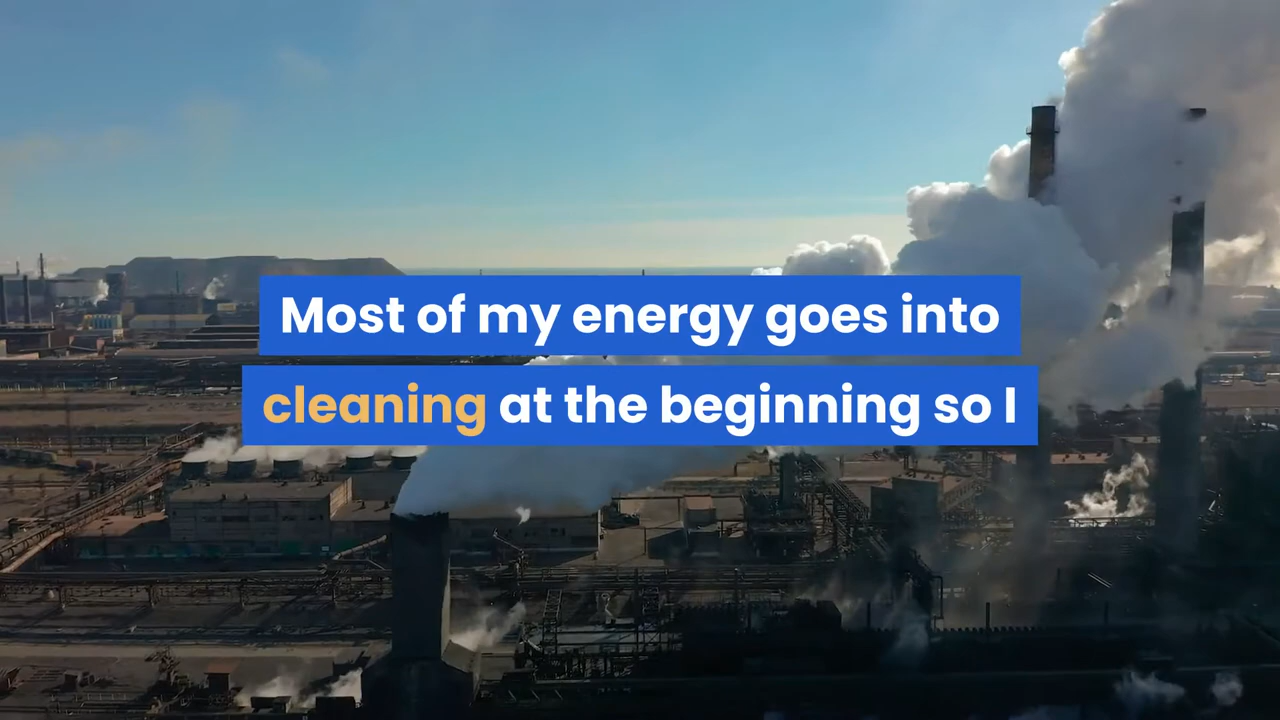 Most of my energy goes into
cleaning at the beginning so I